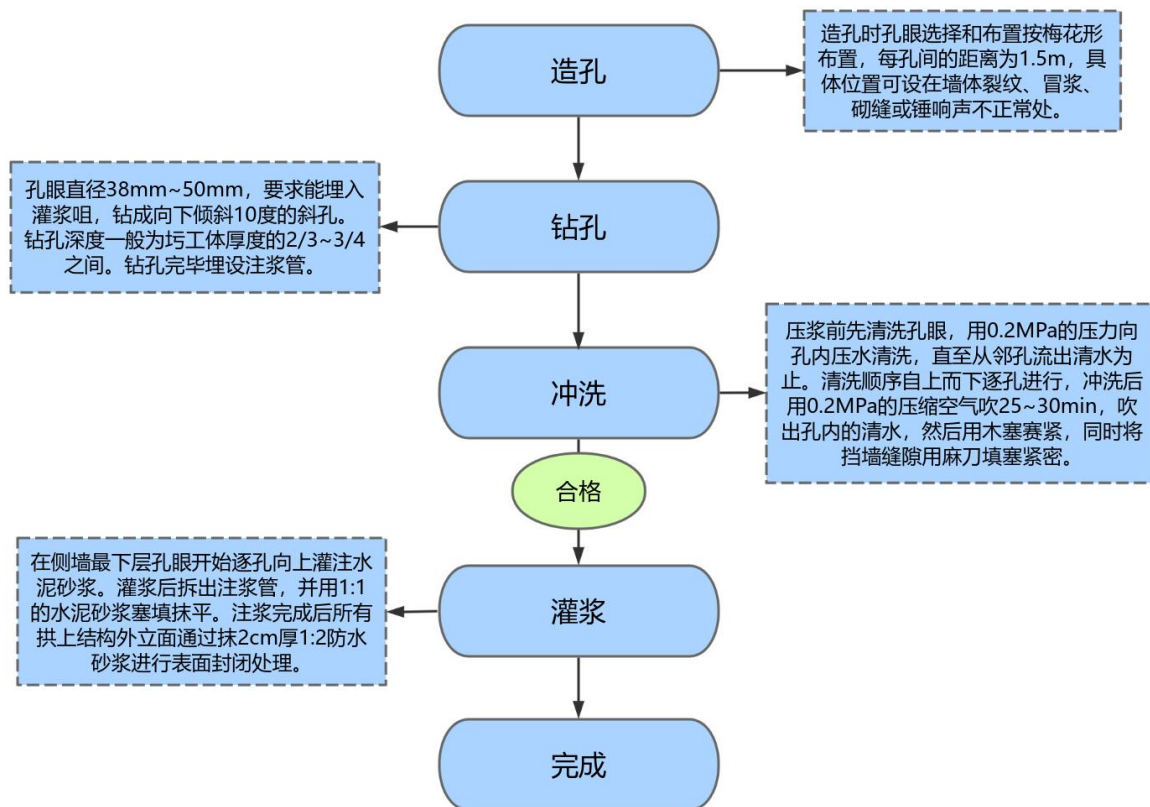 造孔
造孔时孔眼选择和布置按梅花形
布置，每孔间的距离为1.5m，具
体位置可设在墙体裂纹、冒浆、
砌缝或锤响声不正常处。
孔眼直径38mm~50mm，要求能埋入
灌浆咀，钻成向下倾斜10度的斜孔。
钻孔深度一般为圬工体厚度的2/3~3/4
之间。钻孔完毕埋设注浆管。
钻孔
冲洗
压浆前先清洗孔眼，用0.2MPa的压力向
孔内压水清洗，直至从邻孔流出清水为
止。清洗顺序自上而下逐孔进行，冲洗后
用0.2MPa的压缩空气吹25~30min，吹
出孔内的清水，然后用木塞赛紧，同时将
挡墙缝隙用麻刀填塞紧密。
合格
在侧墙最下层孔眼开始逐孔向上灌注水
泥砂浆。灌浆后拆出注浆管，并用1:1
的水泥砂浆塞填抹平。注浆完成后所有
拱上结构外立面通过抹2cm厚1:2防水
砂浆进行表面封闭处理。
灌浆
完成